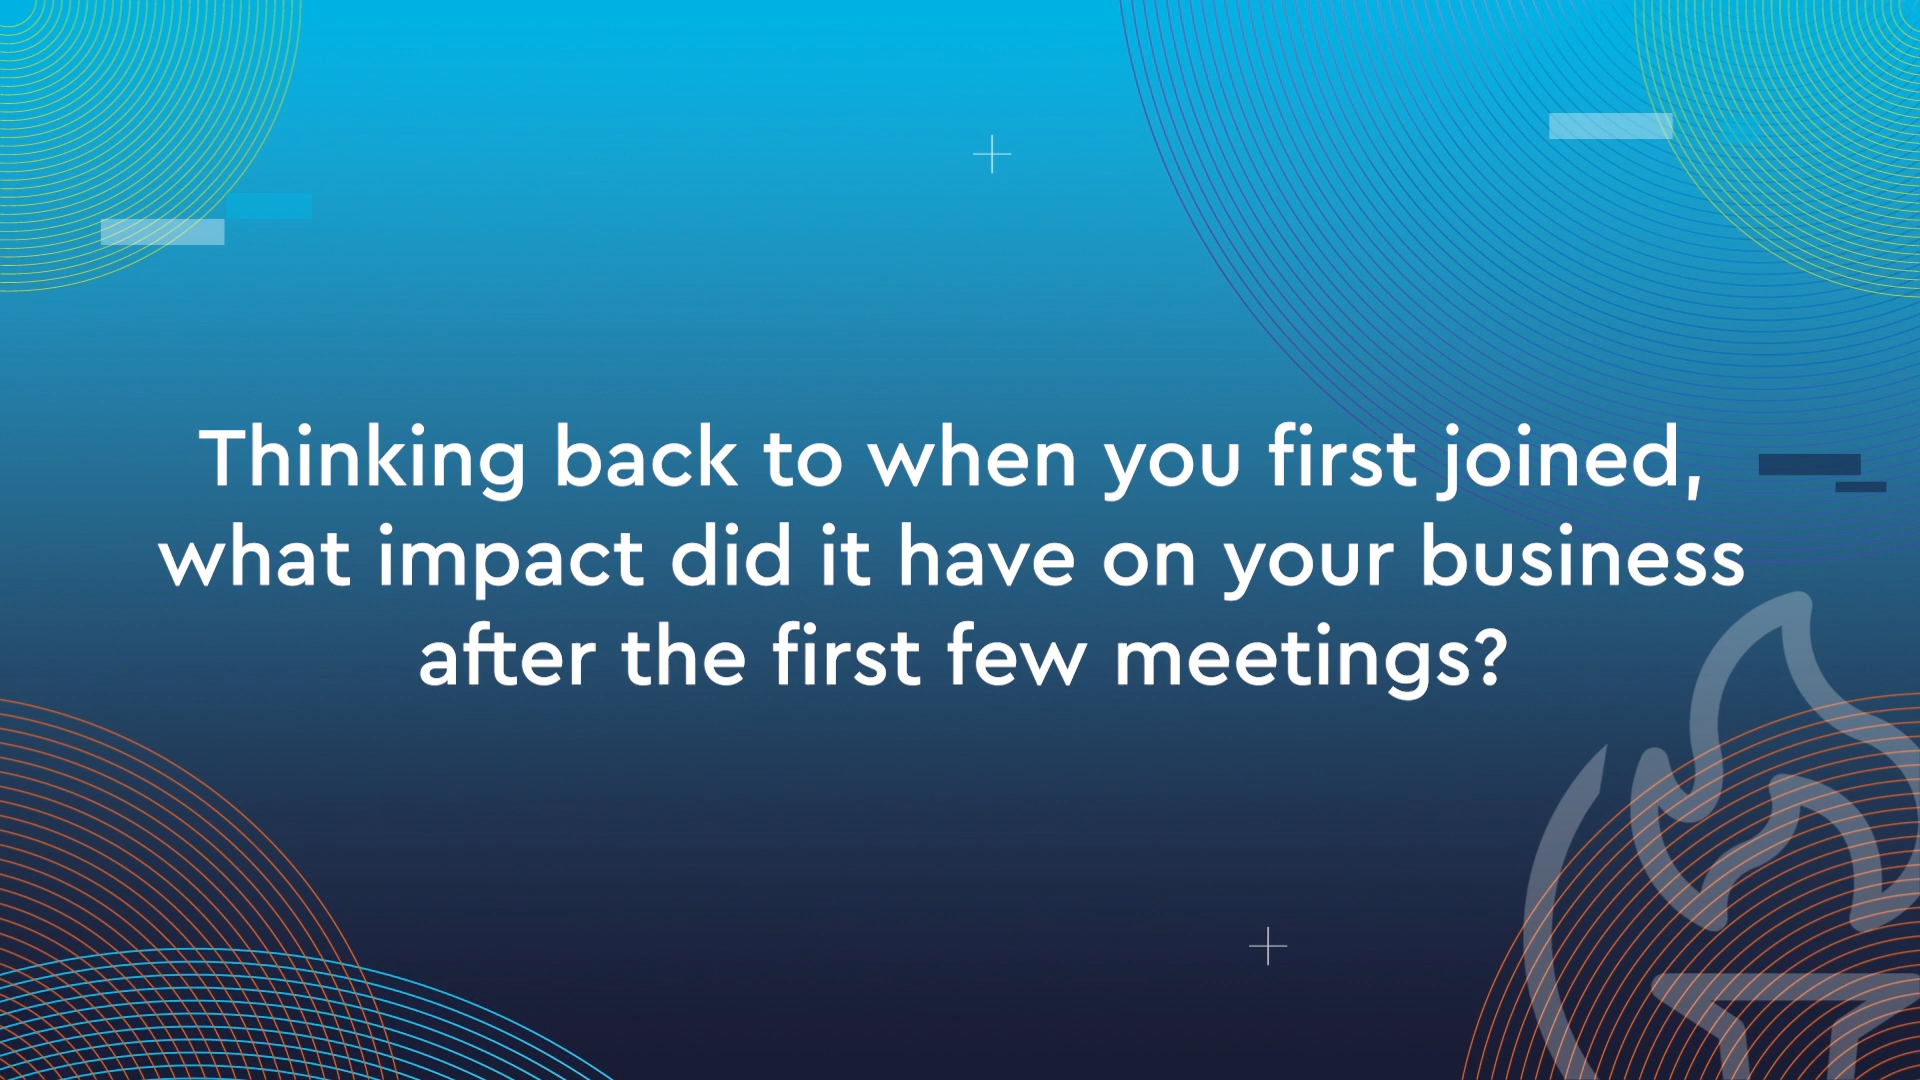 Thinking back to when you first joined,
what impact did it have on your business
after the first few meetings?